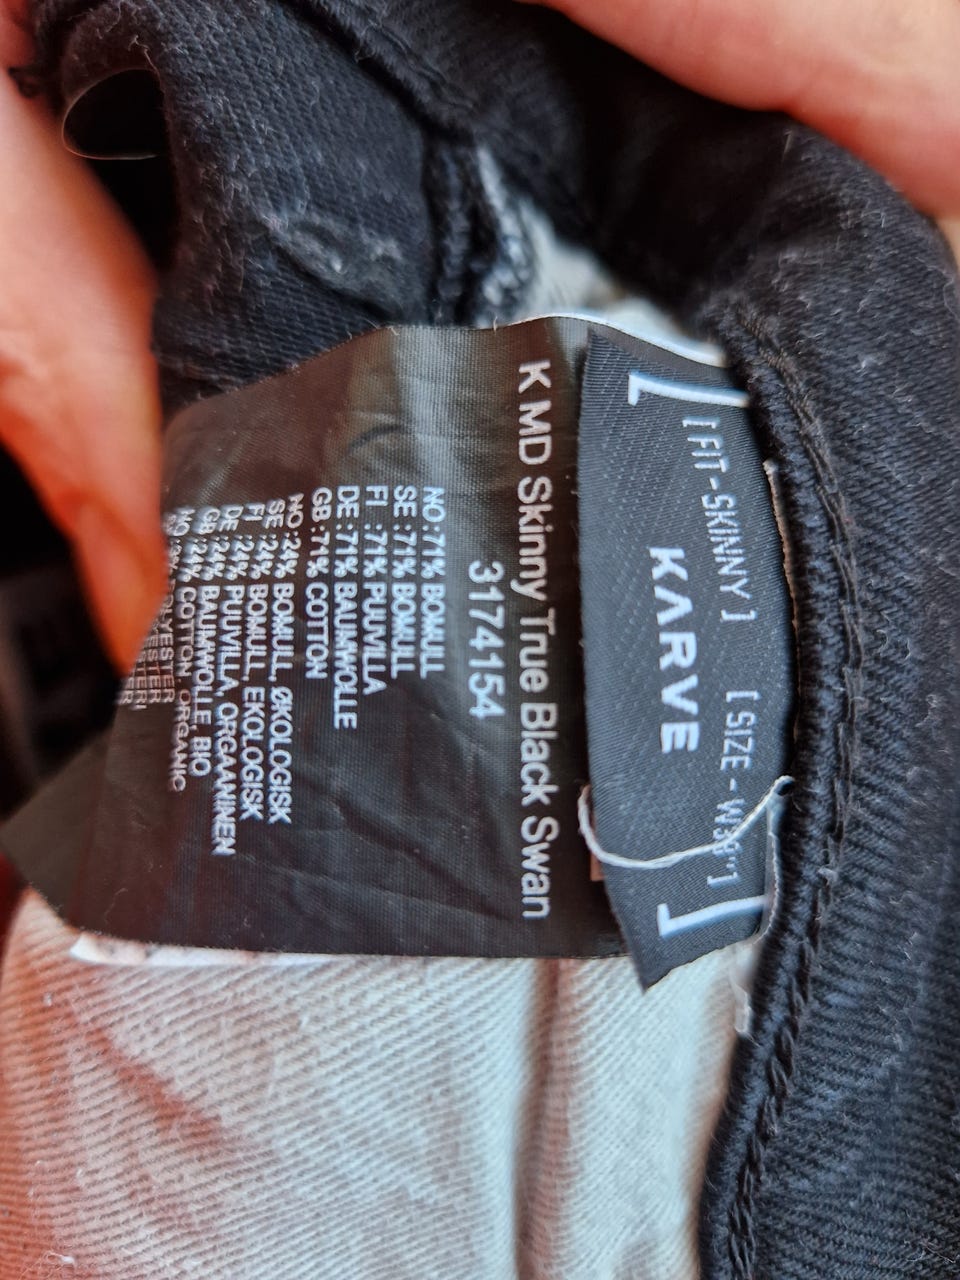 [ FIT-SKINNY ] [ SIZE-
KARVE
K MD Skinny True Black Swan
3174154
NO :71% BOMULL
SE :71% BOMULL
FI :71% PUUVILLA
DE :71% BAUMWOLLE
GB :71% COTTON
NO :24% BOMULL, ØKOLOGISK
SE :24% BOMULL, EKOLOGISK
FI :24% PUUVILLA, ORGAANINEN
DE :24% BAUMWOLLE, BIO
GB :24% COTTON, ORGANIC